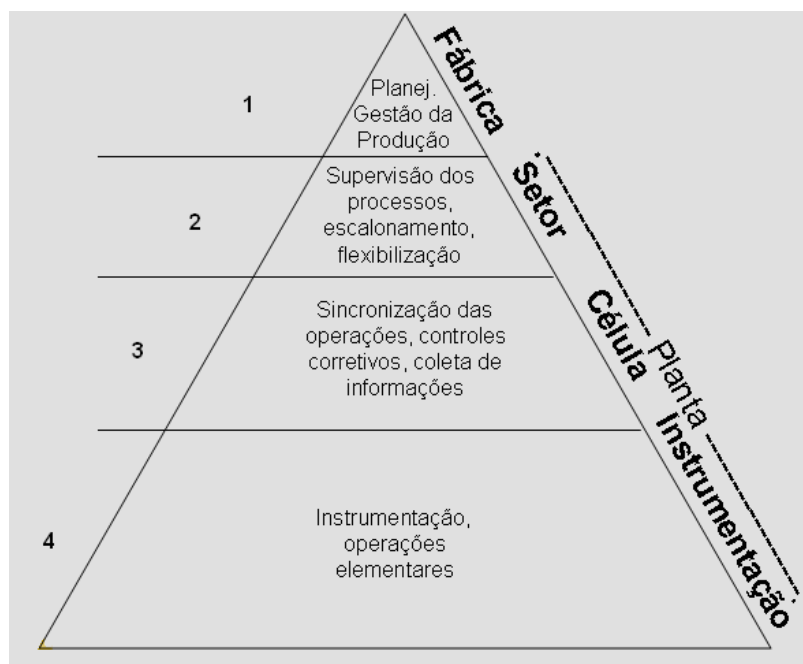 1
Planej.
Gestão da
Produção
Fábrica
2
Supervisão dos
processos,
escalonamento,
flexibilização
Setor
3
Sincronização das
operações, controles
corretivos, coleta de
informações
Célula
Planta
4
Instrumentação,
operações
elementares
Instrumentação